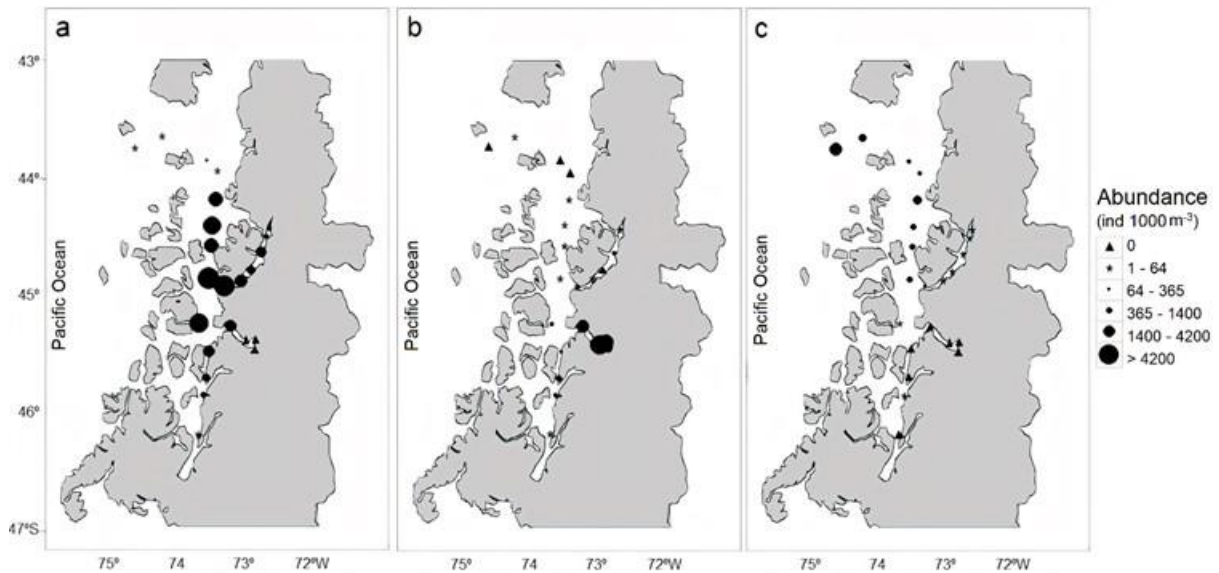 a
b
c
43°
44°
45°
46°
47°S
Pacific Ocean
Pacific Ocean
Pacific Ocean
75°
74
73°
72°W
75°
74
73°
72°W
75°
74
73°
72°W
Abundance
(ind 1000 m⁻³)
0
1 - 64
64 - 365
365 - 1400
1400 - 4200
> 4200